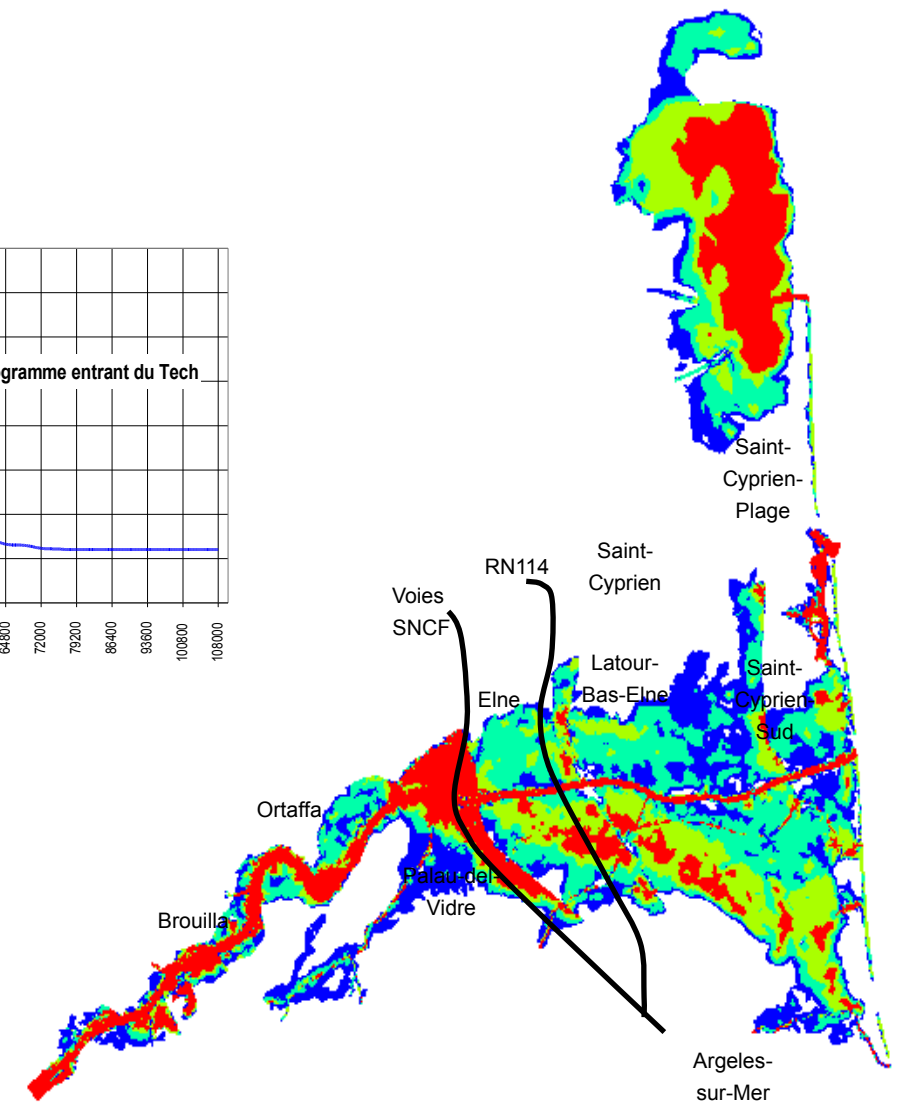 ogramme entrant du Tech
64800
72000
79200
86400
93600
100800
108000
Saint-
Cyprien-
Plage
Saint-
Cyprien
RN114
Voies
SNCF
Latour-
Bas-Elne
Saint-
Cyprien
Sud
Elne
Ortaffa
Palau-del-
Vidre
Brouilla
Argeles-
sur-Mer